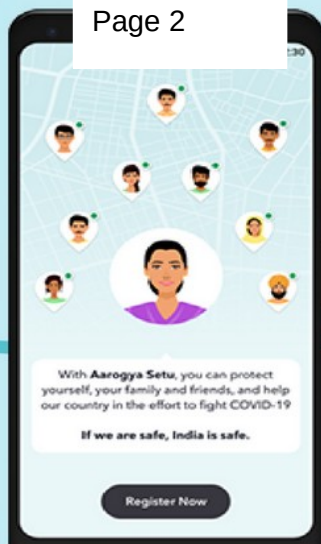 Page 2
:30
With Aarogya Setu, you can protect
yourself, your family and friends, and help
our country in the effort to fight COVID-19
If we are safe, India is safe.
Register Now